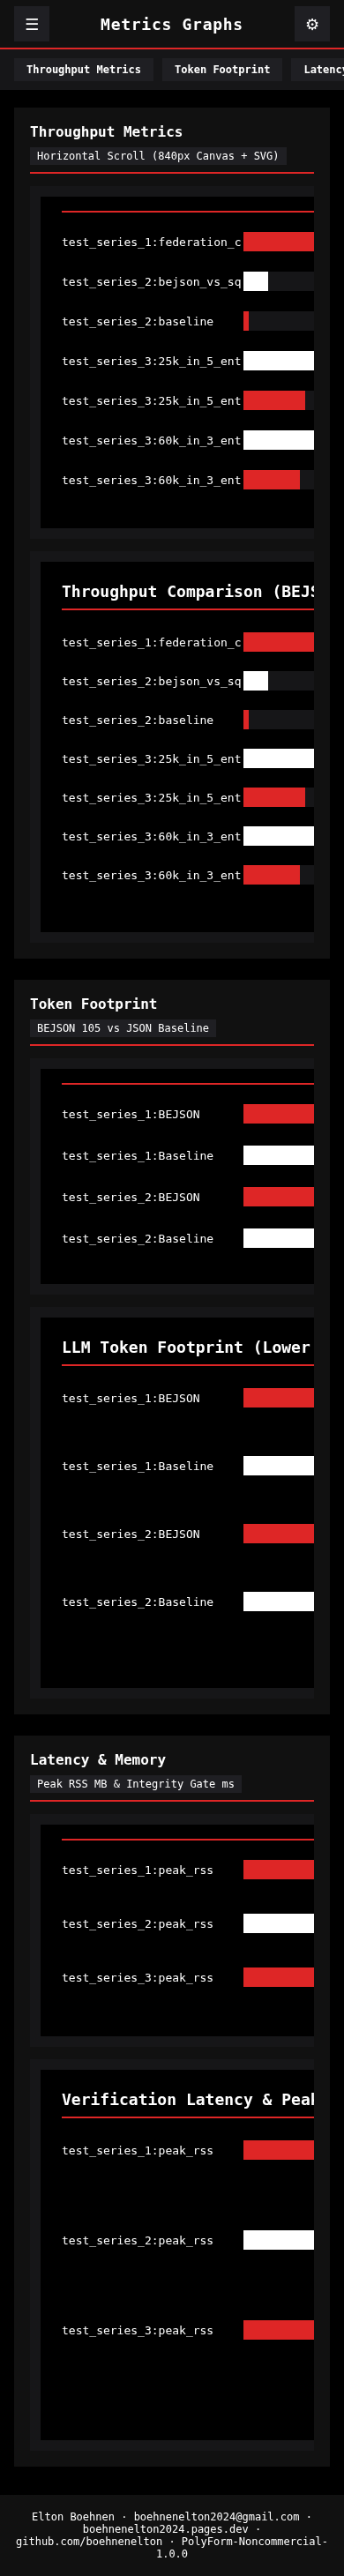 ☰ Metrics Graphs ⚙
Throughput Metrics Token Footprint Latency
Throughput Metrics
Horizontal Scroll (840px Canvas + SVG)
test_series_1:federation_c
test_series_2:bejson_vs_sq
test_series_2:baseline
test_series_3:25k_in_5_ent
test_series_3:25k_in_5_ent
test_series_3:60k_in_3_ent
test_series_3:60k_in_3_ent
Throughput Comparison (BEJS
test_series_1:federation_c
test_series_2:bejson_vs_sq
test_series_2:baseline
test_series_3:25k_in_5_ent
test_series_3:25k_in_5_ent
test_series_3:60k_in_3_ent
test_series_3:60k_in_3_ent
Token Footprint
BEJSON 105 vs JSON Baseline
test_series_1:BEJSON
test_series_1:Baseline
test_series_2:BEJSON
test_series_2:Baseline
LLM Token Footprint (Lower
test_series_1:BEJSON
test_series_1:Baseline
test_series_2:BEJSON
test_series_2:Baseline
Latency & Memory
Peak RSS MB & Integrity Gate ms
test_series_1:peak_rss
test_series_2:peak_rss
test_series_3:peak_rss
Verification Latency & Peak
test_series_1:peak_rss
test_series_2:peak_rss
test_series_3:peak_rss
Elton Boehnen · boehnenelton2024@gmail.com ·
boehnenelton2024.pages.dev ·
github.com/boehnenelton · PolyForm-Noncommercial-
1.0.0